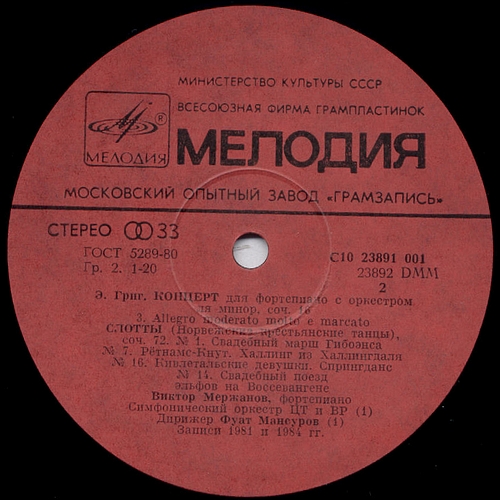 МИНИСТЕРСТВО КУЛЬТУРЫ СССР
ВСЕСОЮЗНАЯ ФИРМА ГРАМПЛАСТИНОК
МЕЛОДИЯ ®
МЕЛОДИЯ
МОСКОВСКИЙ ОПЫТНЫЙ ЗАВОД «ГРАМЗАПИСЬ»
СТЕРЕО 33
ГОСТ 5289-80
Гр. 2. 1-20
С10 23891 001
23892 DMM
2
Э. Григ. КОНЦЕРТ для фортепиано с оркестром
ля минор, соч. 16
3. Allegro moderato molto e marcato
СЛОТТЫ (Норвежские крестьянские танцы),
соч. 72. № 1. Свадебный марш Гибоэнса
№ 7. Рётнамс-Кнут. Халлинг из Халлингдаля
№ 16. Кивлетальские девушки. Спрингданс
№ 14. Свадебный поезд
эльфов на Воссевангене
Виктор Мержанов, фортепиано
Симфонический оркестр ЦТ и ВР (1)
Дирижер Фуат Мансуров (1)
Записи 1981 и 1984 гг.